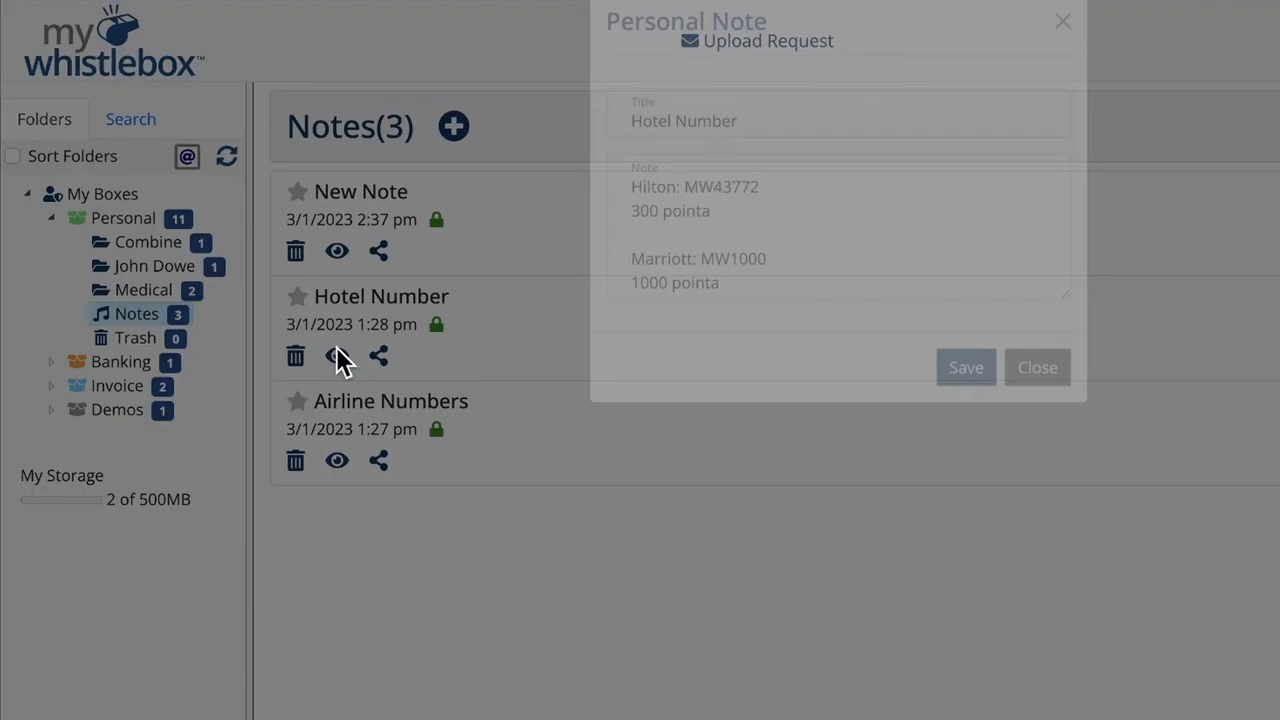 my
whistlebox™
Upload Request
Folders
Search
Sort Folders
@
My Boxes
Personal 11
Combine 1
John Dowe 1
Medical 2
Notes 3
Trash 0
Banking 1
Invoice 2
Demos 1
My Storage
2 of 500MB
Notes(3)
New Note
3/1/2023 2:37 pm
Hotel Number
3/1/2023 1:28 pm
Airline Numbers
3/1/2023 1:27 pm
Personal Note
Title
Hotel Number
Note
Hilton: MW43772
300 pointa
Marriott: MW1000
1000 pointa
Save
Close